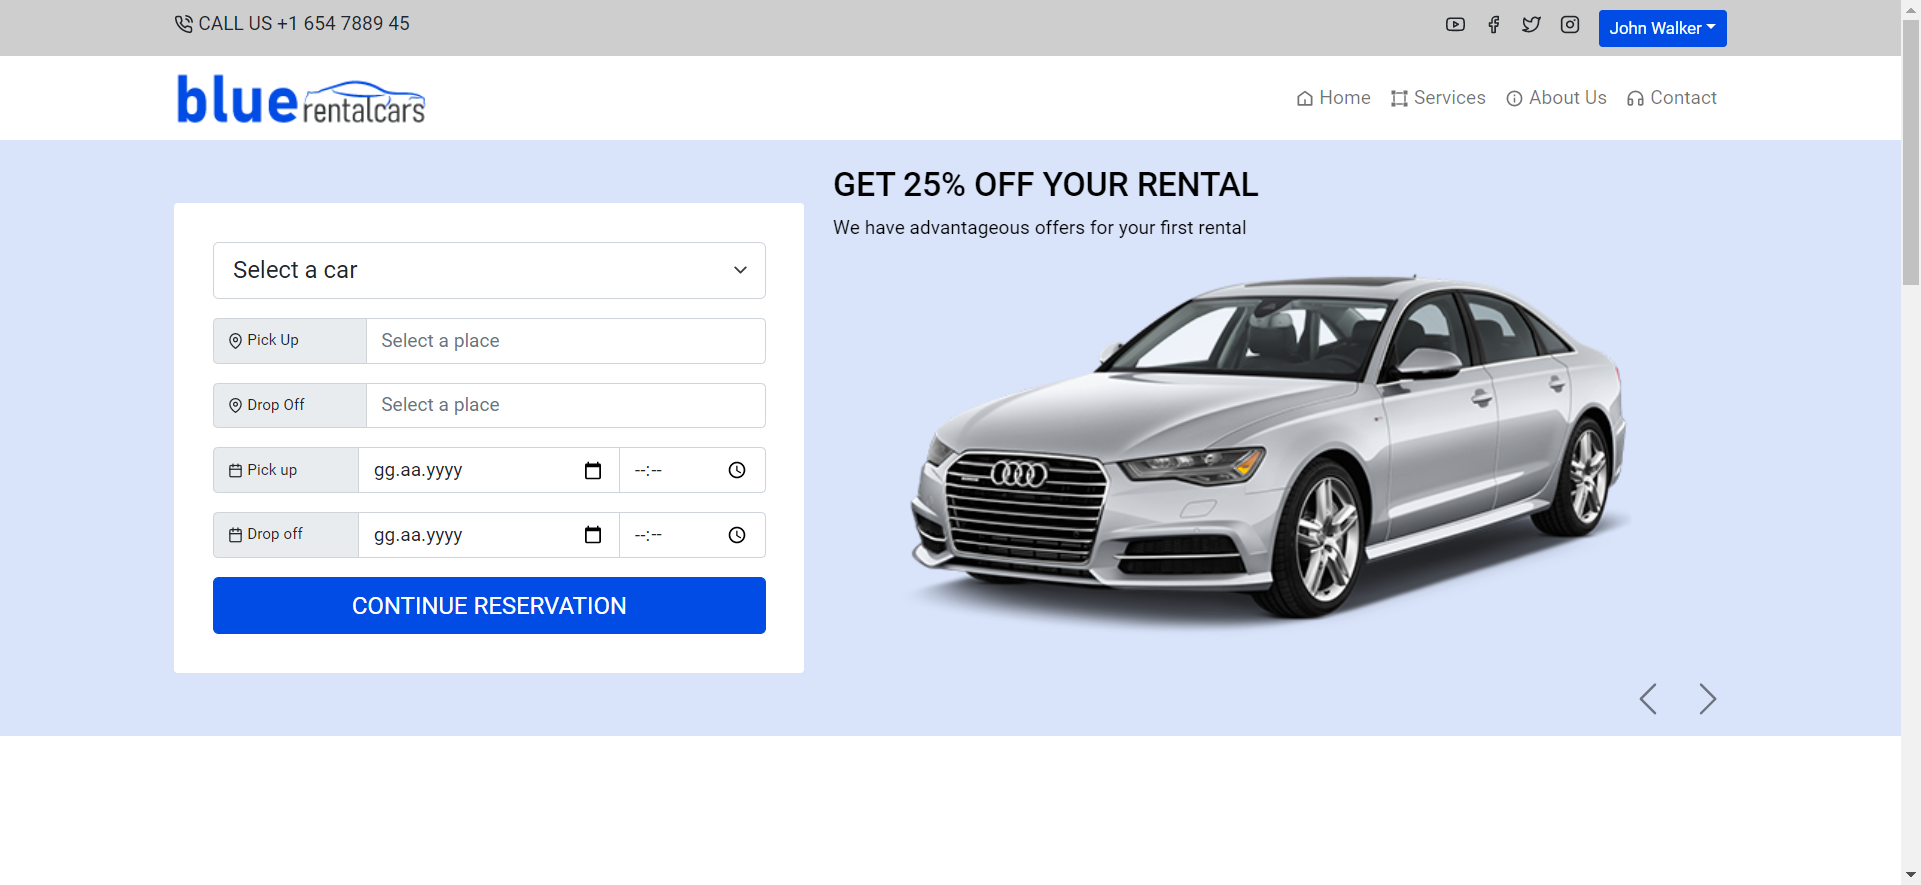 CALL US +1 654 7889 45
John Walker
blue rentalcars
Home Services About Us Contact
GET 25% OFF YOUR RENTAL
We have advantageous offers for your first rental
Select a car
Pick Up Select a place
Drop Off Select a place
Pick up gg.aa.yyyy --:--
Drop off gg.aa.yyyy --:--
CONTINUE RESERVATION